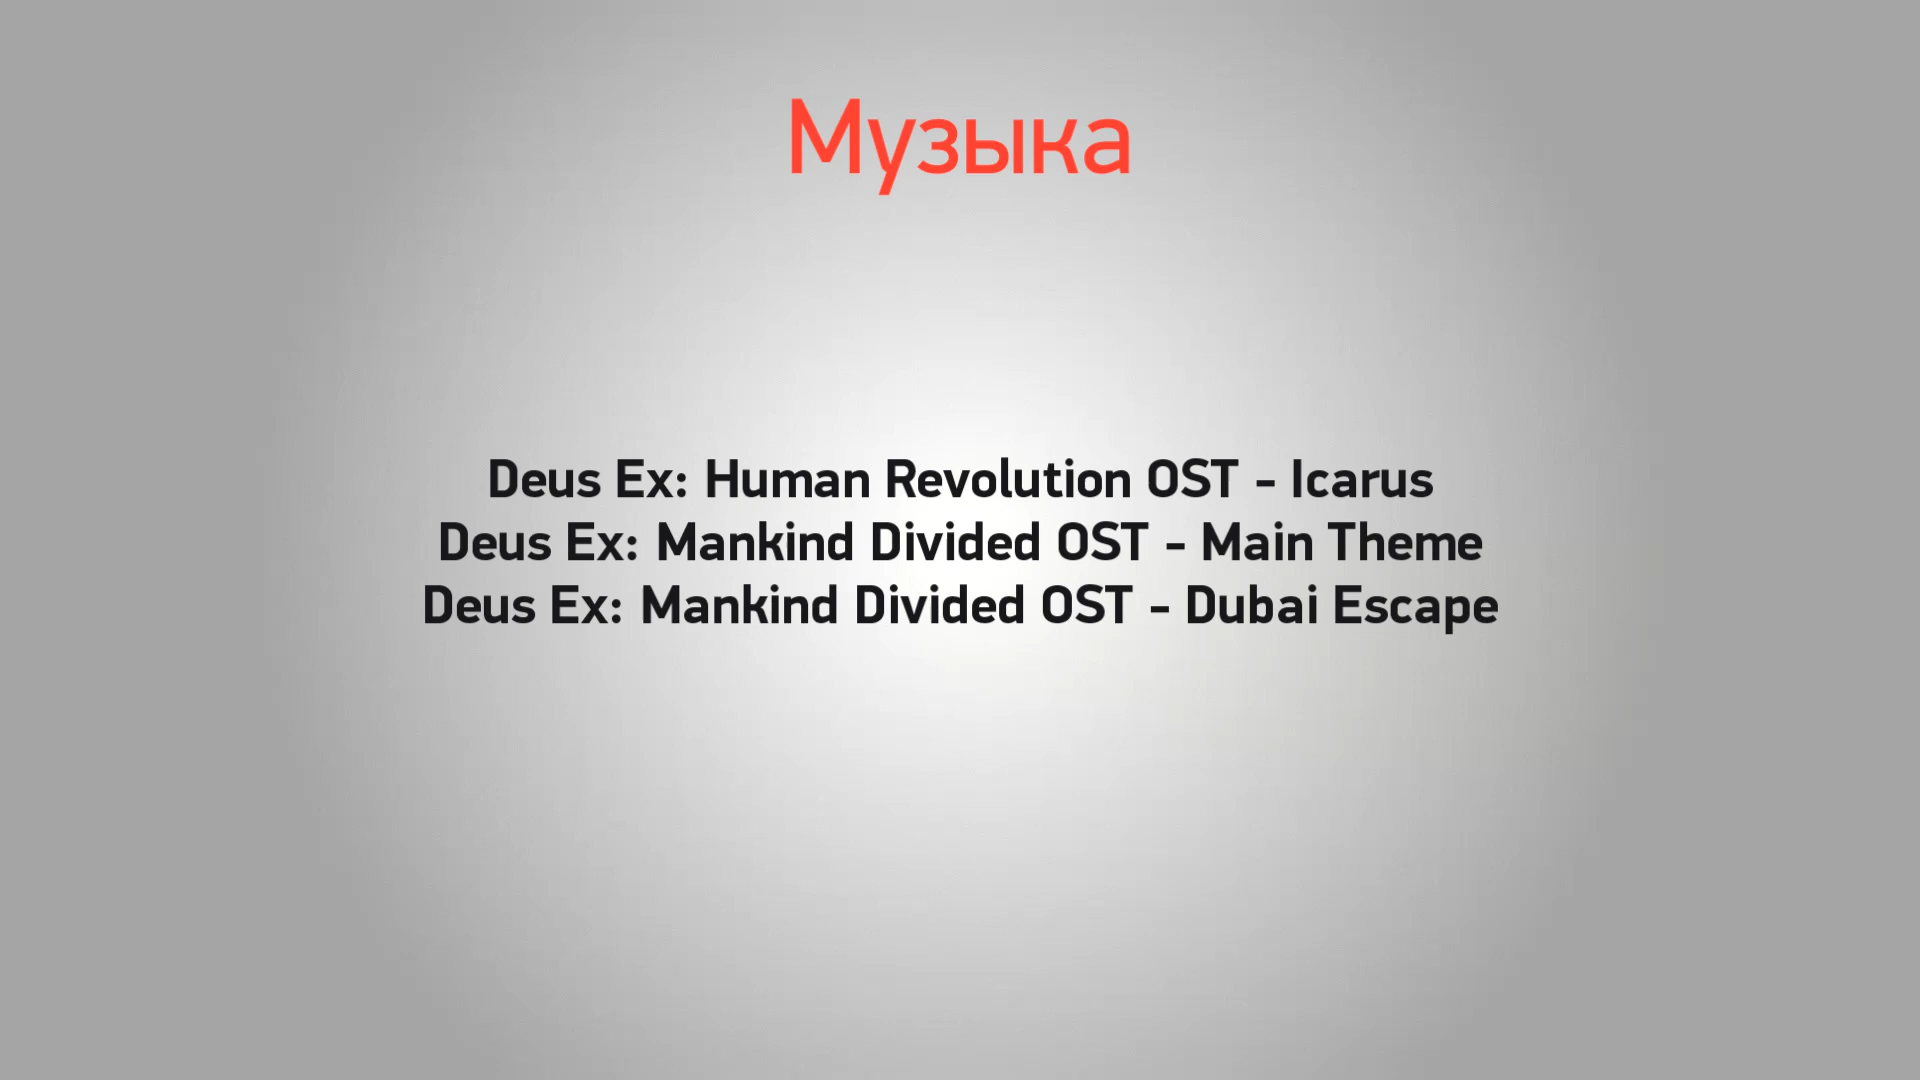 Музыка
Deus Ex: Human Revolution OST - Icarus
Deus Ex: Mankind Divided OST - Main Theme
Deus Ex: Mankind Divided OST - Dubai Escape